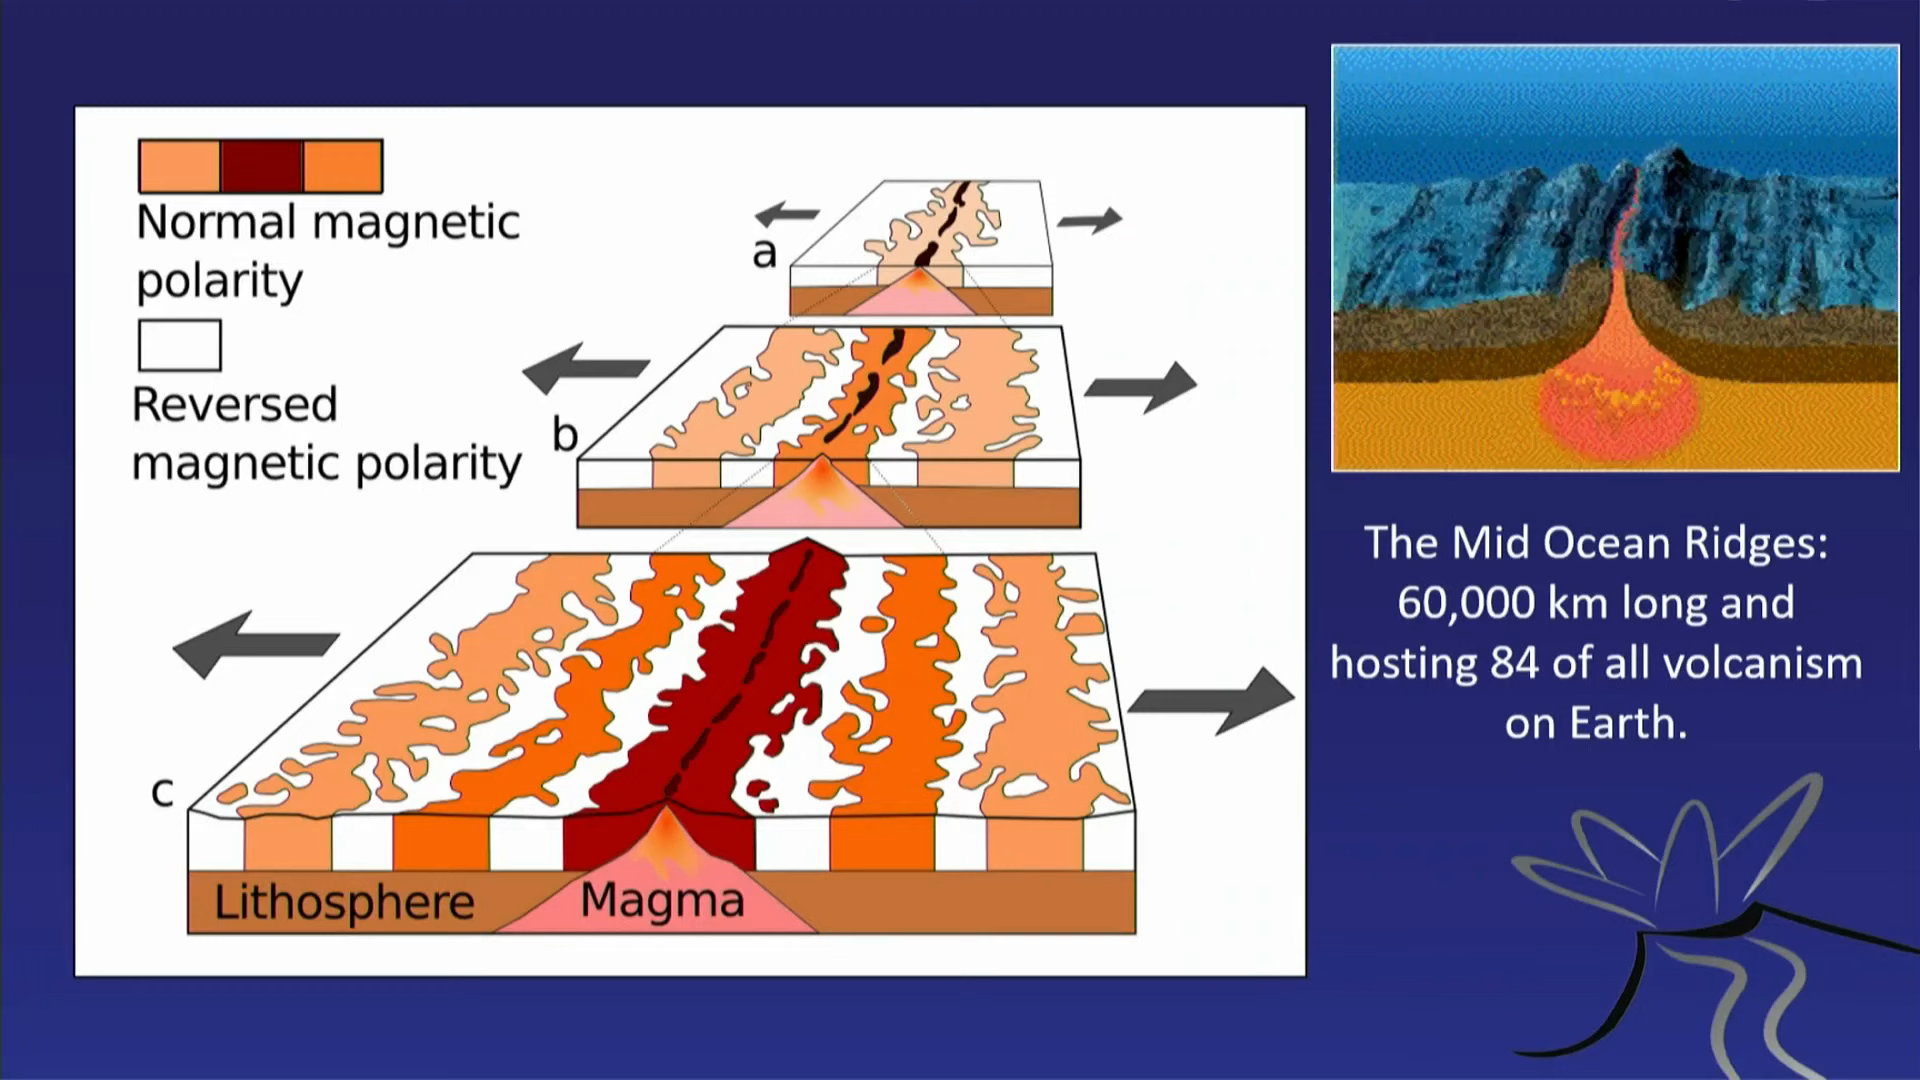 Normal magnetic
polarity
Reversed
magnetic polarity
a
b
c
Lithosphere
Magma
The Mid Ocean Ridges:
60,000 km long and
hosting 84 of all volcanism
on Earth.